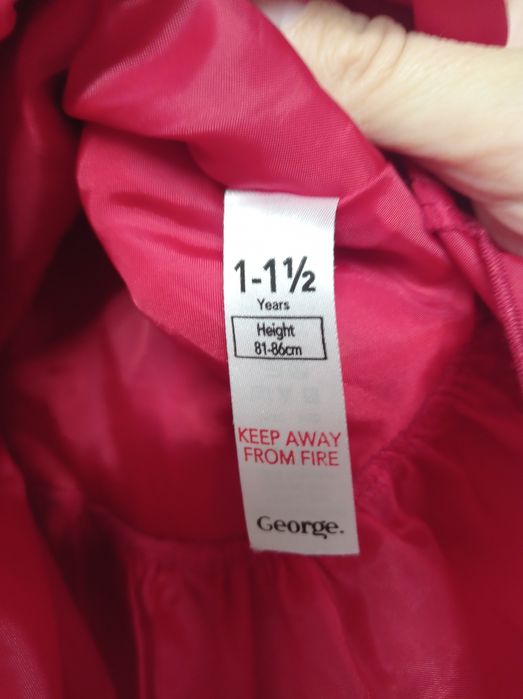 1-1½
Years
Height
81-86cm
KEEP AWAY
FROM FIRE
George.